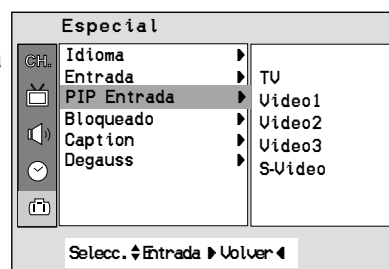 Especial
CH.
Idioma
Entrada
PIP Entrada
Bloqueado
Caption
Degauss
TV
Video1
Video2
Video3
S-Video
Selecc. Entrada Volver